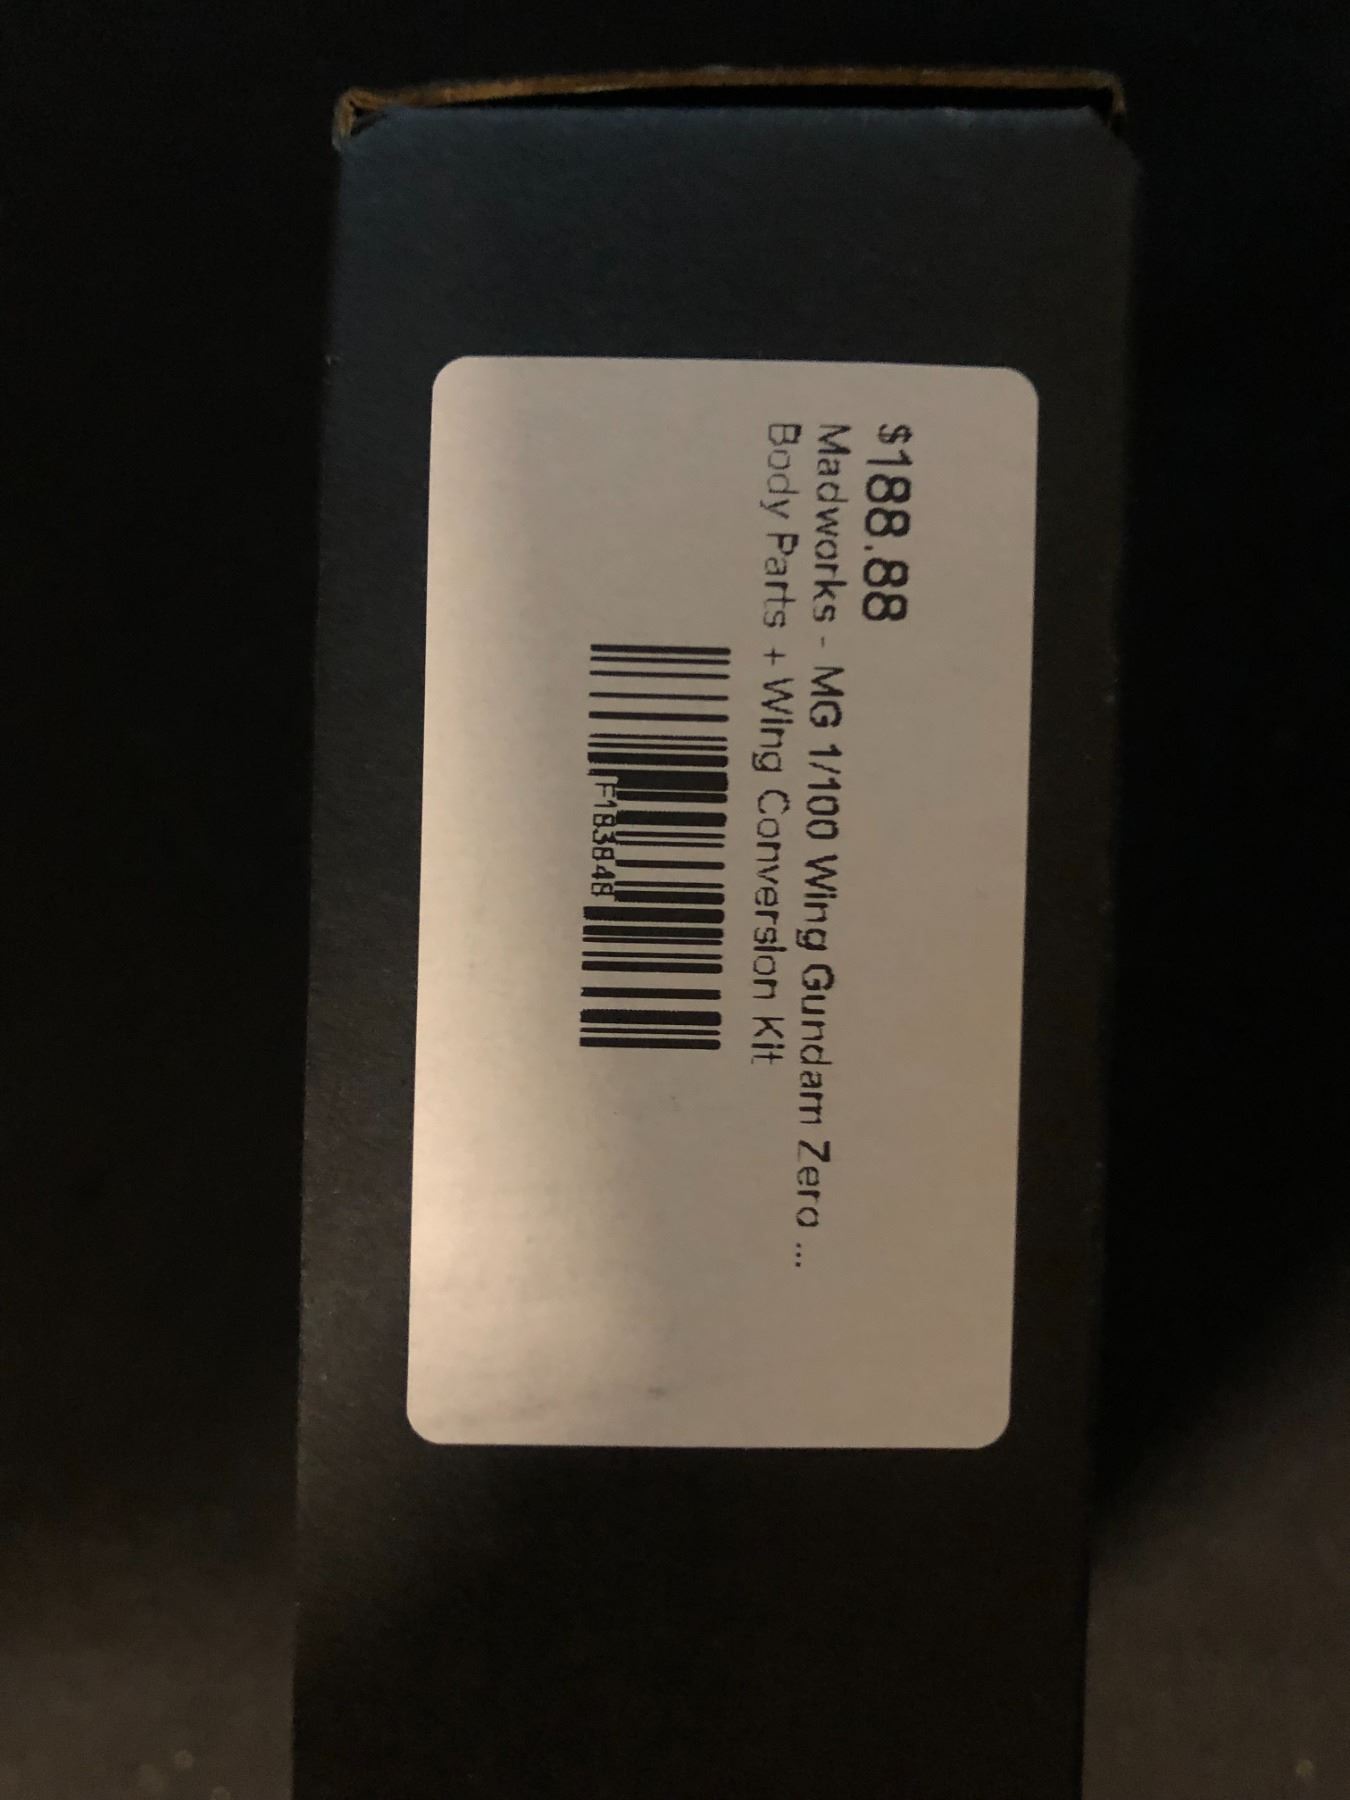 $188.88
Madworks - MG 1/100 Wing Gundam Zero ...
Body Parts + Wing Conversion Kit
F183848